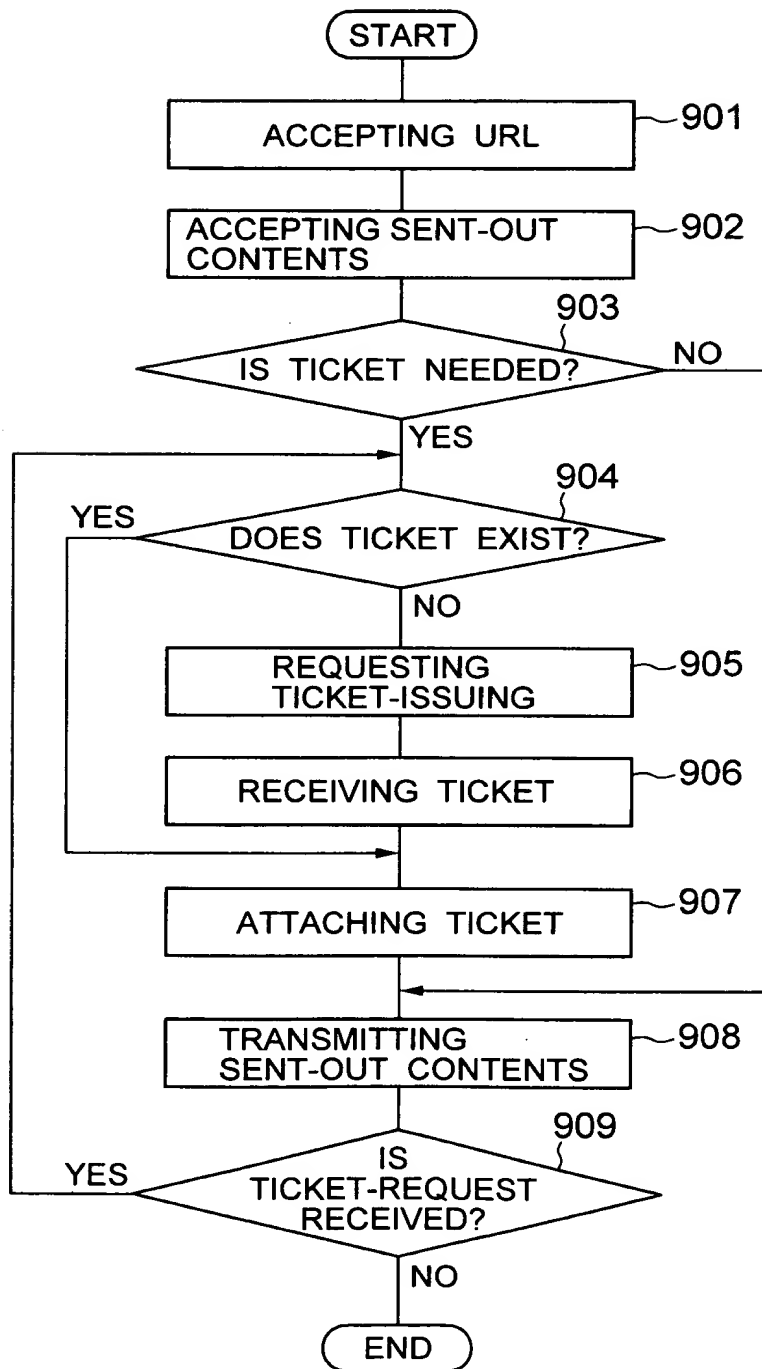 START
ACCEPTING URL
901
ACCEPTING SENT-OUT
CONTENTS
902
903
IS TICKET NEEDED?
NO
YES
904
YES
DOES TICKET EXIST?
NO
REQUESTING
TICKET-ISSUING
905
RECEIVING TICKET
906
ATTACHING TICKET
907
TRANSMITTING
SENT-OUT CONTENTS
908
909
YES
IS
TICKET-REQUEST
RECEIVED?
NO
END